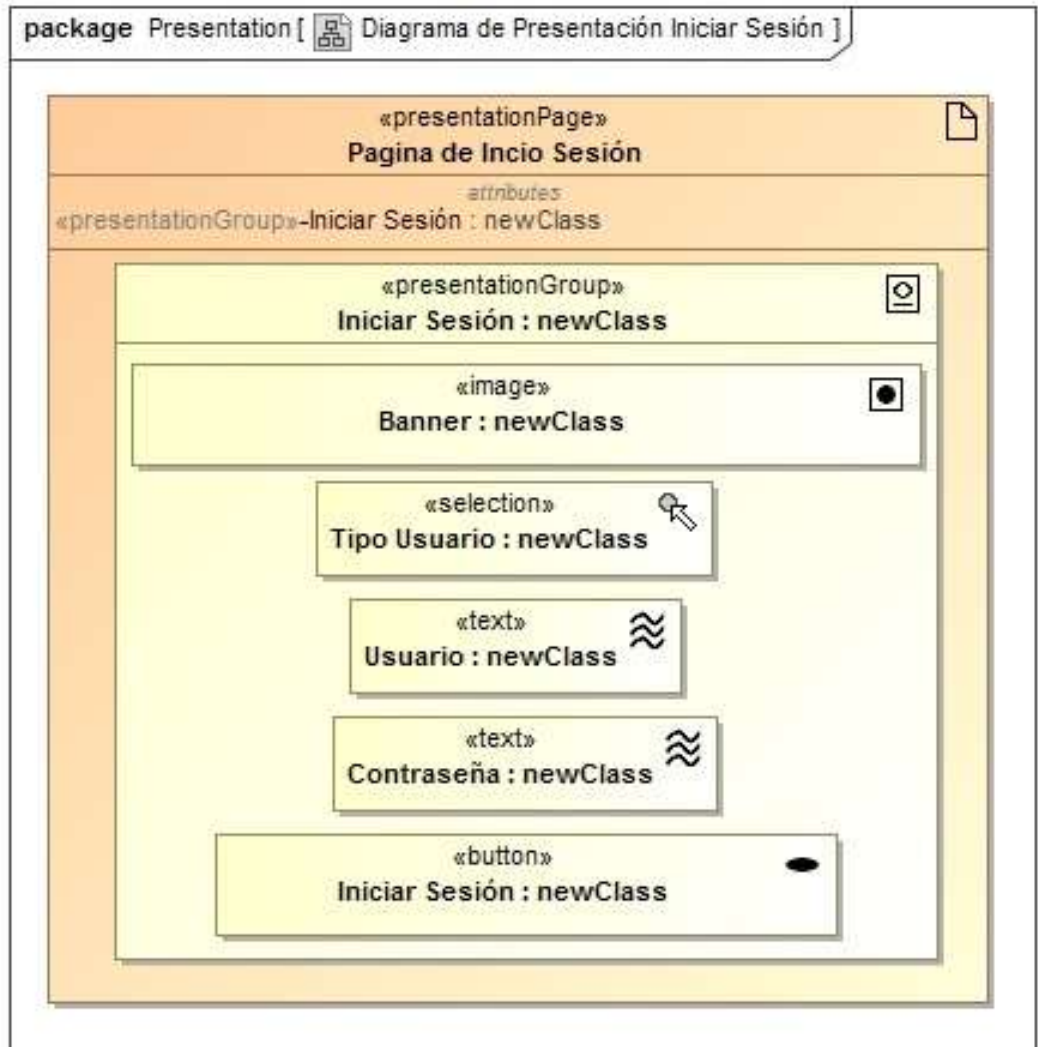 package Presentation [ Diagrama de Presentación Iniciar Sesión ]
«presentationPage»
Pagina de Incio Sesión
attributes
«presentationGroup»-Iniciar Sesión : newClass
«presentationGroup»
Iniciar Sesión : newClass
«image»
Banner : newClass
«selection»
Tipo Usuario : newClass
«text»
Usuario : newClass
«text»
Contraseña : newClass
«button»
Iniciar Sesión : newClass